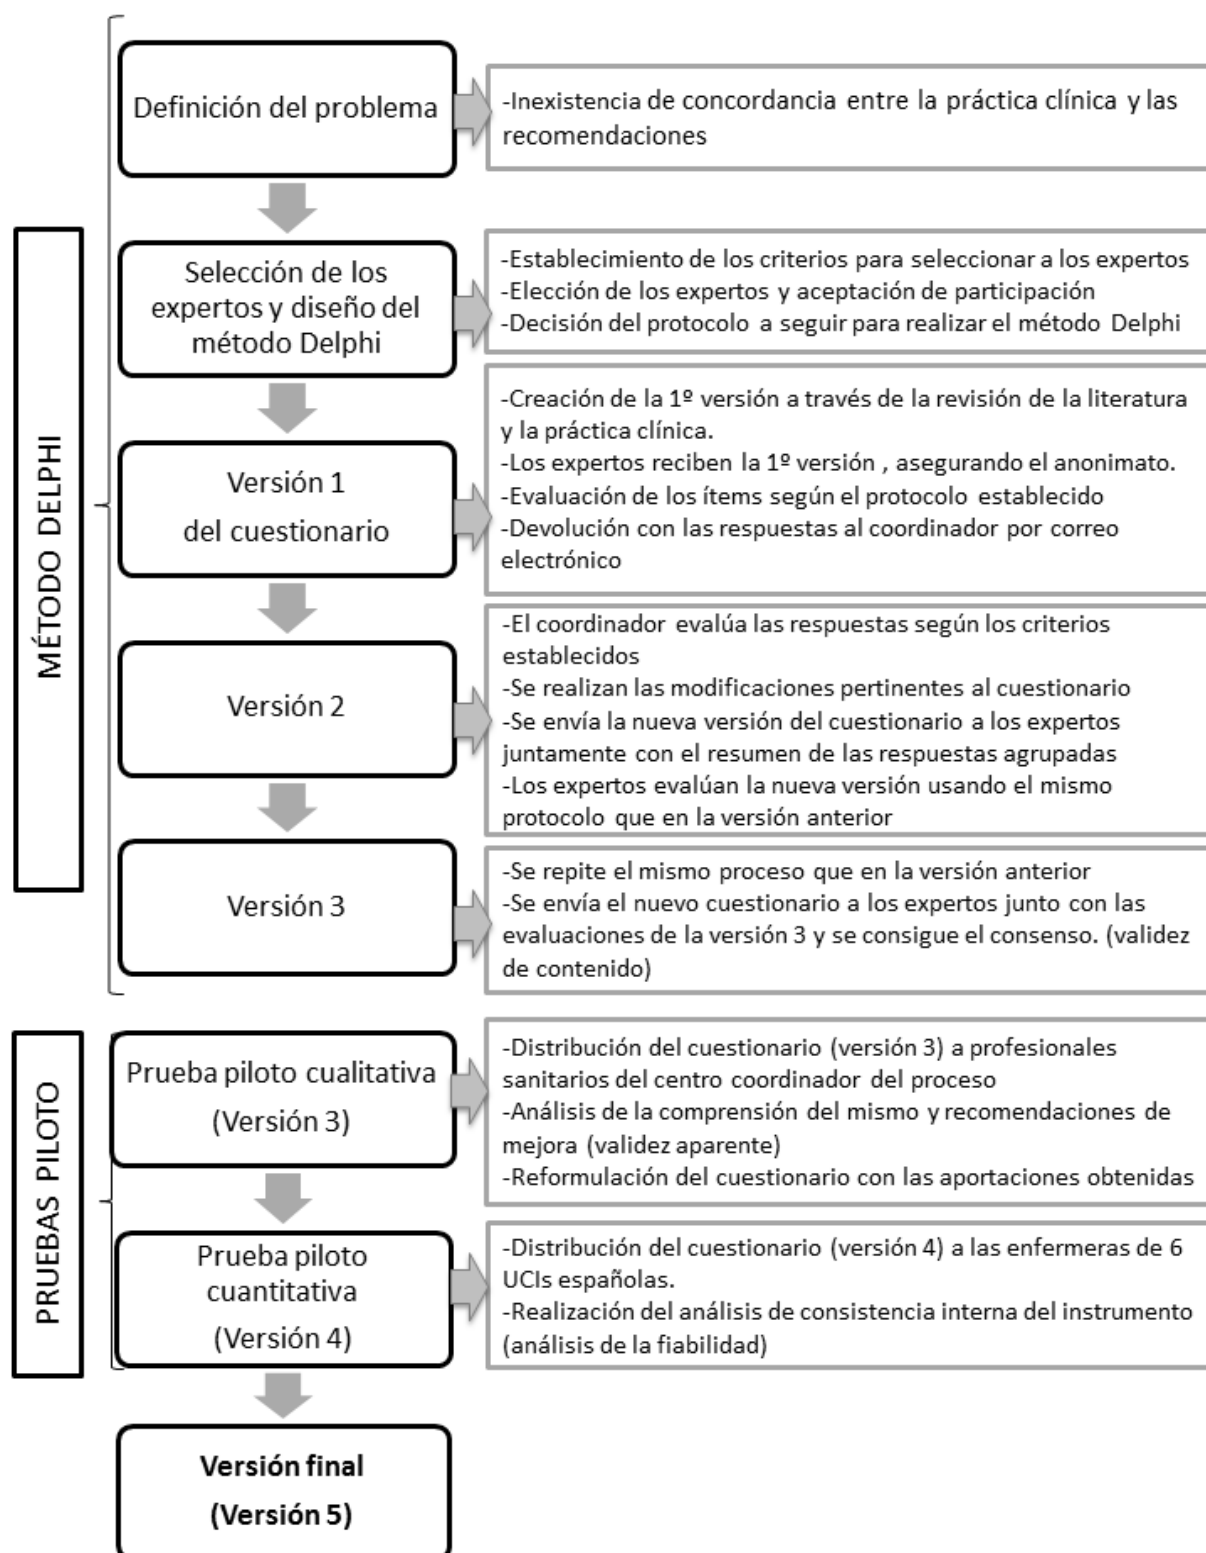 MÉTODO DELPHI
Definición del problema
-Inexistencia de concordancia entre la práctica clínica y las
recomendaciones
Selección de los
expertos y diseño del
método Delphi
-Establecimiento de los criterios para seleccionar a los expertos
-Elección de los expertos y aceptación de participación
-Decisión del protocolo a seguir para realizar el método Delphi
Versión 1
del cuestionario
-Creación de la 1º versión a través de la revisión de la literatura
y la práctica clínica.
-Los expertos reciben la 1º versión , asegurando el anonimato.
-Evaluación de los ítems según el protocolo establecido
-Devolución con las respuestas al coordinador por correo
electrónico
Versión 2
-El coordinador evalúa las respuestas según los criterios
establecidos
-Se realizan las modificaciones pertinentes al cuestionario
-Se envía la nueva versión del cuestionario a los expertos
juntamente con el resumen de las respuestas agrupadas
-Los expertos evalúan la nueva versión usando el mismo
protocolo que en la versión anterior
Versión 3
-Se repite el mismo proceso que en la versión anterior
-Se envía el nuevo cuestionario a los expertos junto con las
evaluaciones de la versión 3 y se consigue el consenso. (validez
de contenido)
PRUEBAS PILOTO
Prueba piloto cualitativa
(Versión 3)
-Distribución del cuestionario (versión 3) a profesionales
sanitarios del centro coordinador del proceso
-Análisis de la comprensión del mismo y recomendaciones de
mejora (validez aparente)
-Reformulación del cuestionario con las aportaciones obtenidas
Prueba piloto
cuantitativa
(Versión 4)
-Distribución del cuestionario (versión 4) a las enfermeras de 6
UCIs españolas.
-Realización del análisis de consistencia interna del instrumento
(análisis de la fiabilidad)
Versión final
(Versión 5)